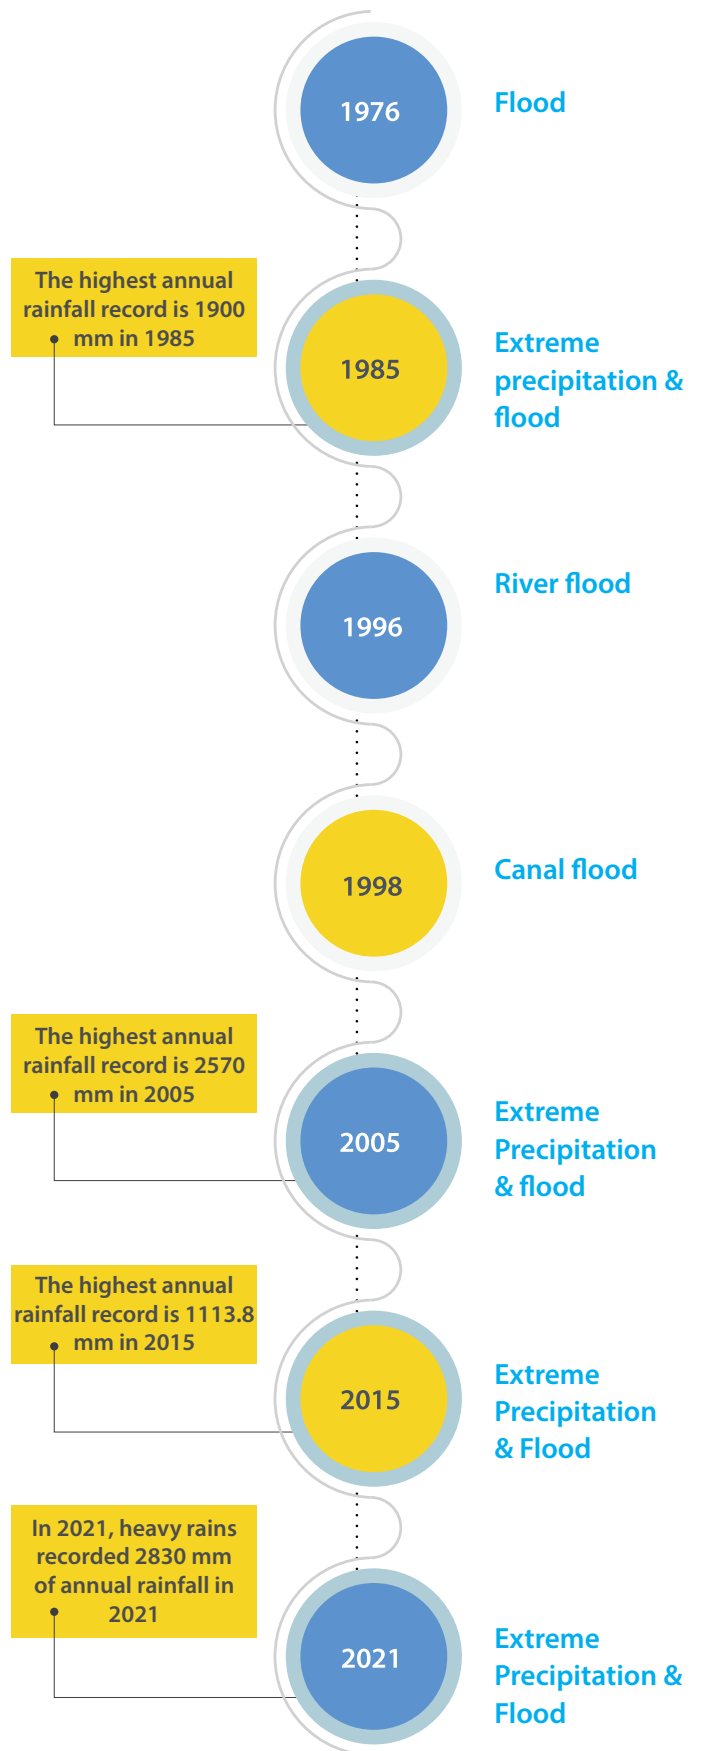 1976
Flood
The highest annual
rainfall record is 1900
mm in 1985
1985
Extreme
precipitation &
flood
1996
River flood
1998
Canal flood
The highest annual
rainfall record is 2570
mm in 2005
2005
Extreme
Precipitation
& flood
The highest annual
rainfall record is 1113.8
mm in 2015
2015
Extreme
Precipitation
& Flood
In 2021, heavy rains
recorded 2830 mm
of annual rainfall in
2021
2021
Extreme
Precipitation &
Flood